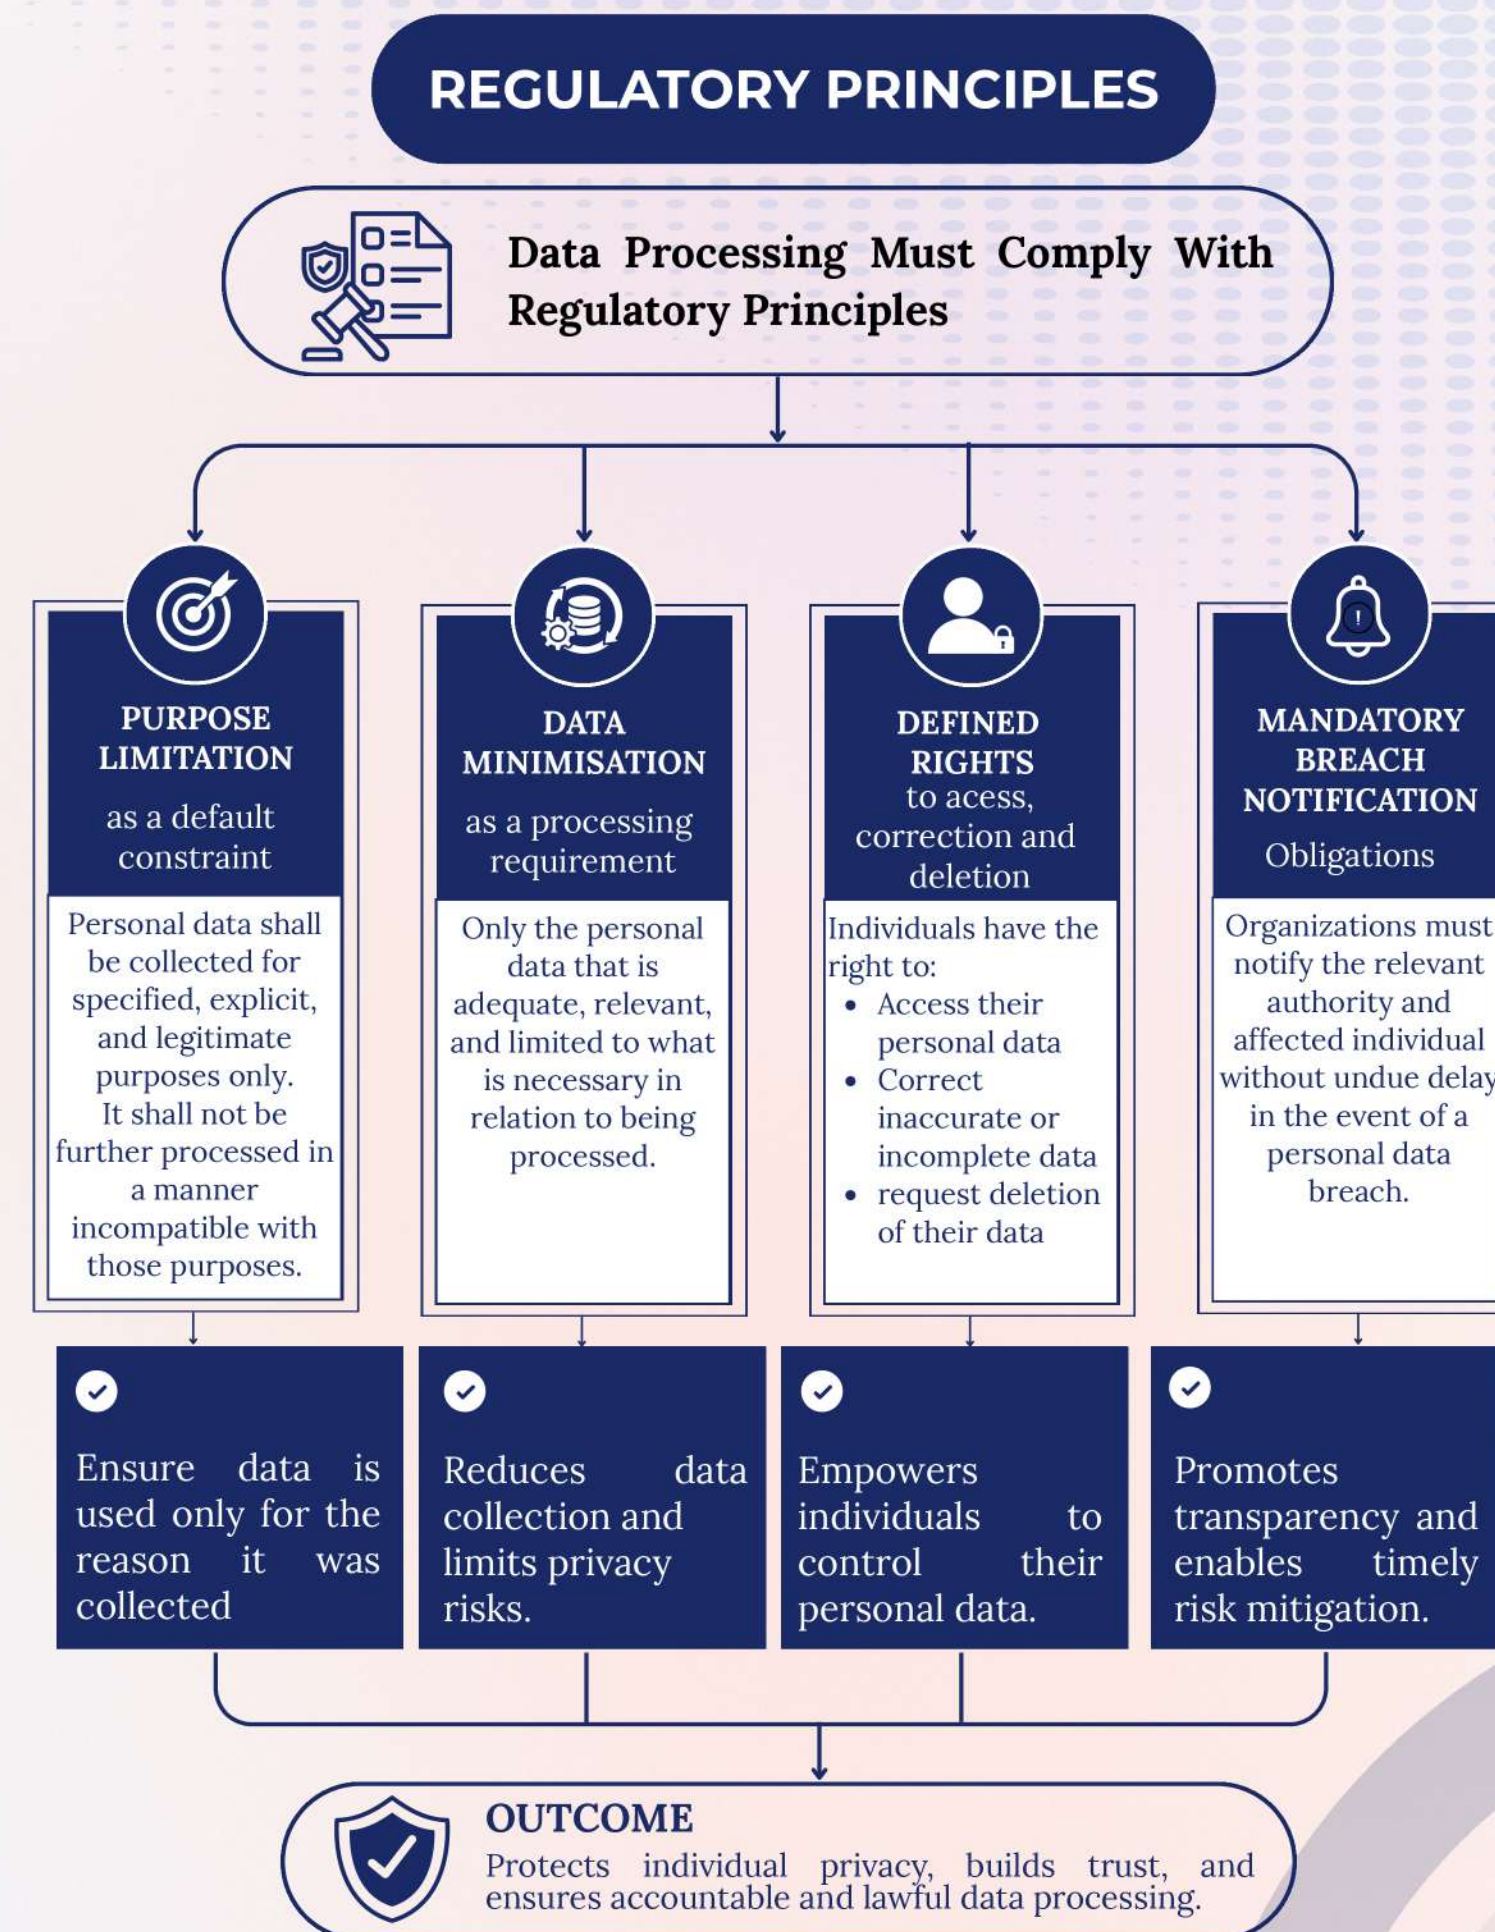 REGULATORY PRINCIPLES
Data Processing Must Comply With
Regulatory Principles
PURPOSE
LIMITATION
as a default
constraint
Personal data shall
be collected for
specified, explicit,
and legitimate
purposes only.
It shall not be
further processed in
a manner
incompatible with
those purposes.
Ensure data is
used only for the
reason it was
collected
DATA
MINIMISATION
as a processing
requirement
Only the personal
data that is
adequate, relevant,
and limited to what
is necessary in
relation to being
processed.
Reduces data
collection and
limits privacy
risks.
DEFINED
RIGHTS
to acess,
correction and
deletion
Individuals have the
right to:
• Access their
personal data
• Correct
inaccurate or
incomplete data
• request deletion
of their data
Empowers
individuals to
control their
personal data.
!
MANDATORY
BREACH
NOTIFICATION
Obligations
Organizations must
notify the relevant
authority and
affected individual
without undue delay
in the event of a
personal data
breach.
Promotes
transparency and
enables timely
risk mitigation.
OUTCOME
Protects individual privacy, builds trust, and
ensures accountable and lawful data processing.